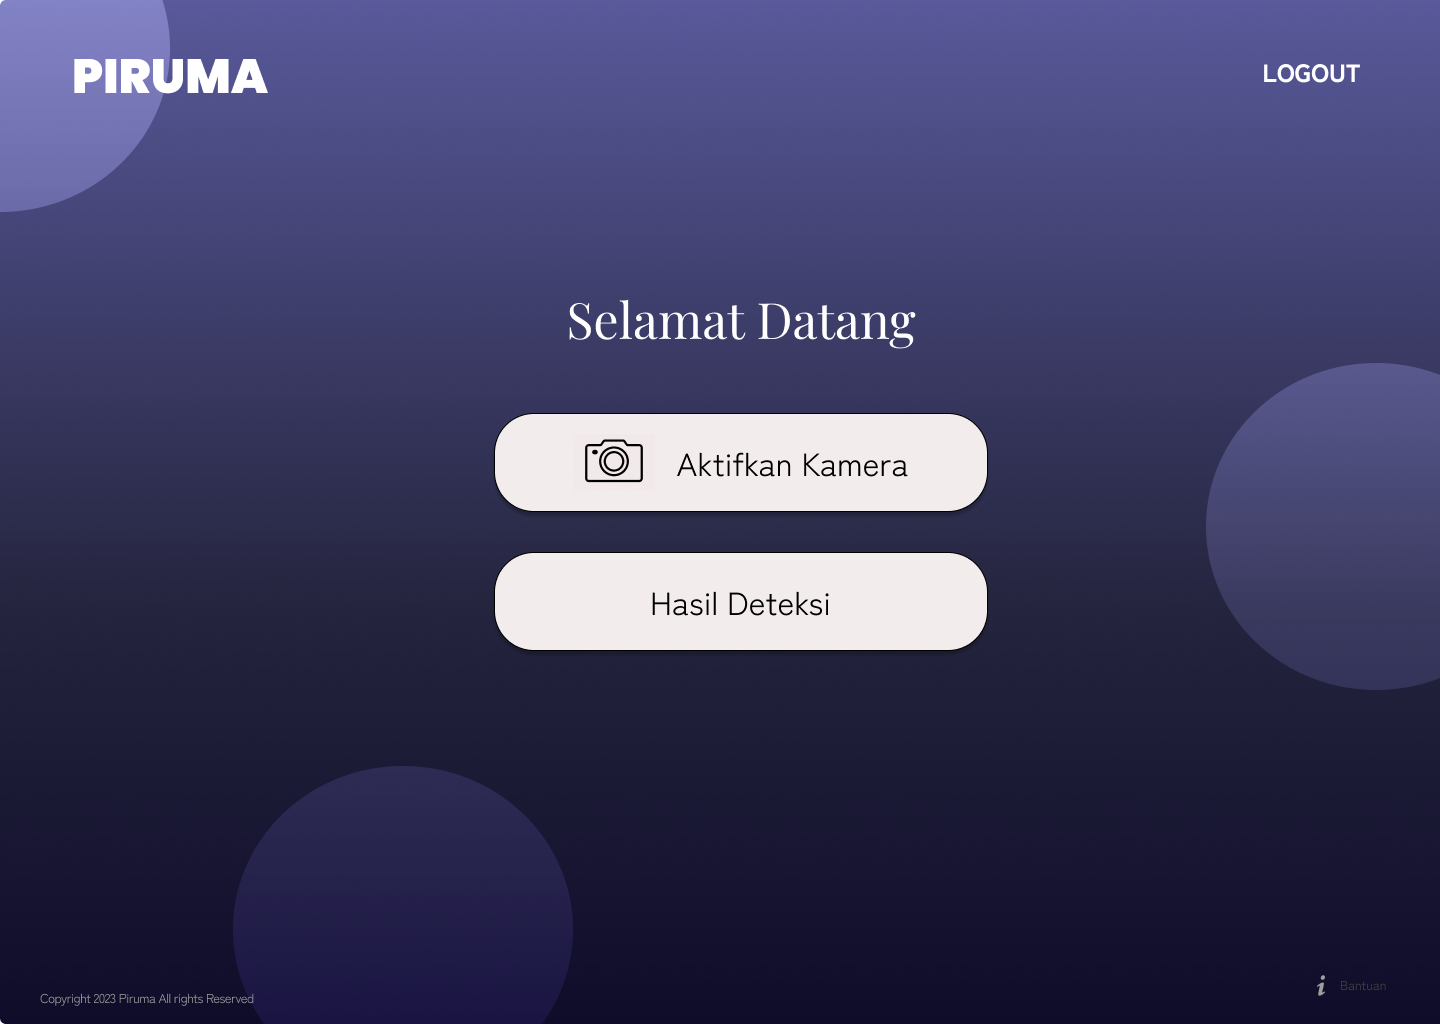 PIRUMA
LOGOUT
Selamat Datang
Aktifkan Kamera
Hasil Deteksi
Copyright 2023 Piruma All rights Reserved
i Bantuan